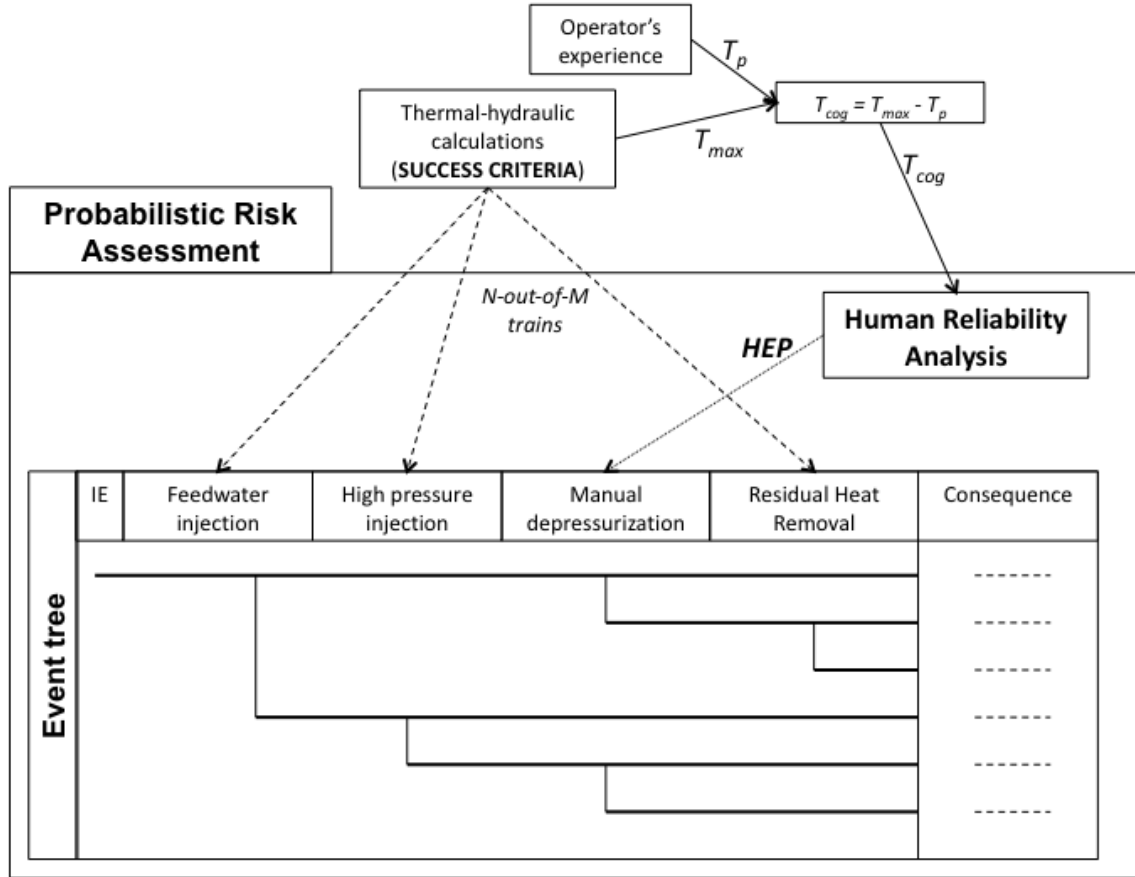 Operator's
experience
T_p
T_cog = T_max - T_p
Thermal-hydraulic
calculations
(SUCCESS CRITERIA)
T_max
T_cog
Probabilistic Risk
Assessment
N-out-of-M
trains
HEP
Human Reliability
Analysis
Event tree
IE
Feedwater
injection
High pressure
injection
Manual
depressurization
Residual Heat
Removal
Consequence